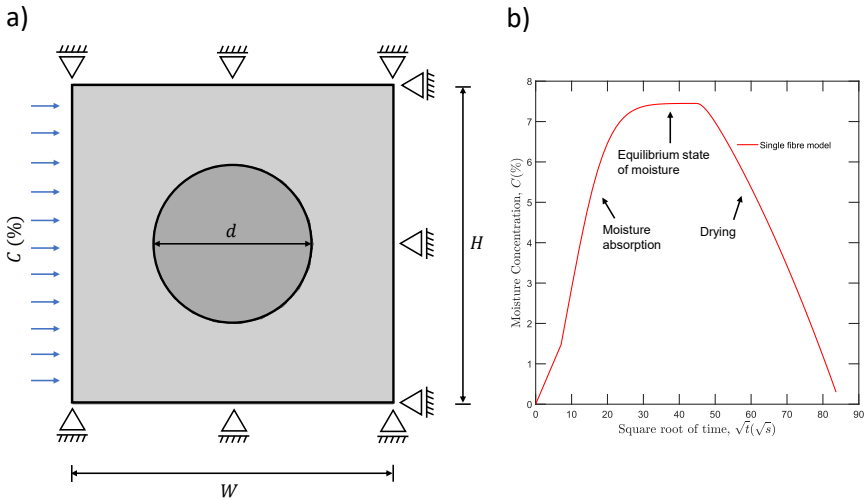 a)
C (%)
d
H
W
b)
Moisture Concentration, C(%)
8
7
6
5
4
3
2
1
0
Single fibre model
Equilibrium state
of moisture
Moisture
absorption
Drying
0 10 20 30 40 50 60 70 80 90
Square root of time, √t(√s)